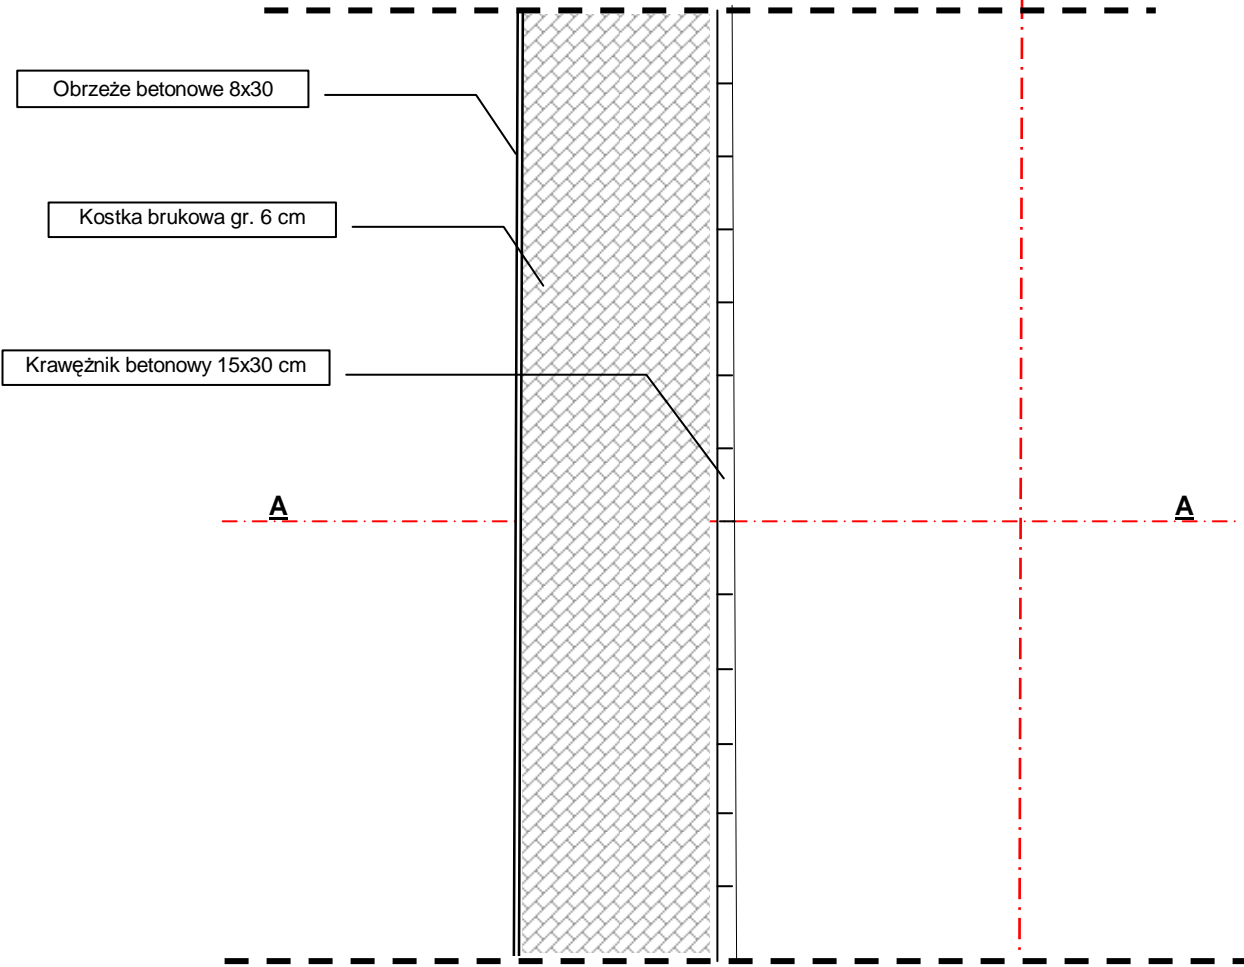 Obrzeże betonowe 8x30
Kostka brukowa gr. 6 cm
Krawężnik betonowy 15x30 cm
A A